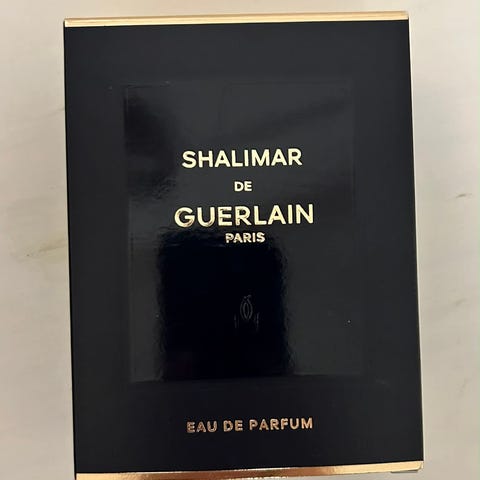 SHALIMAR
DE
GUERLAIN
PARIS
EAU DE PARFUM